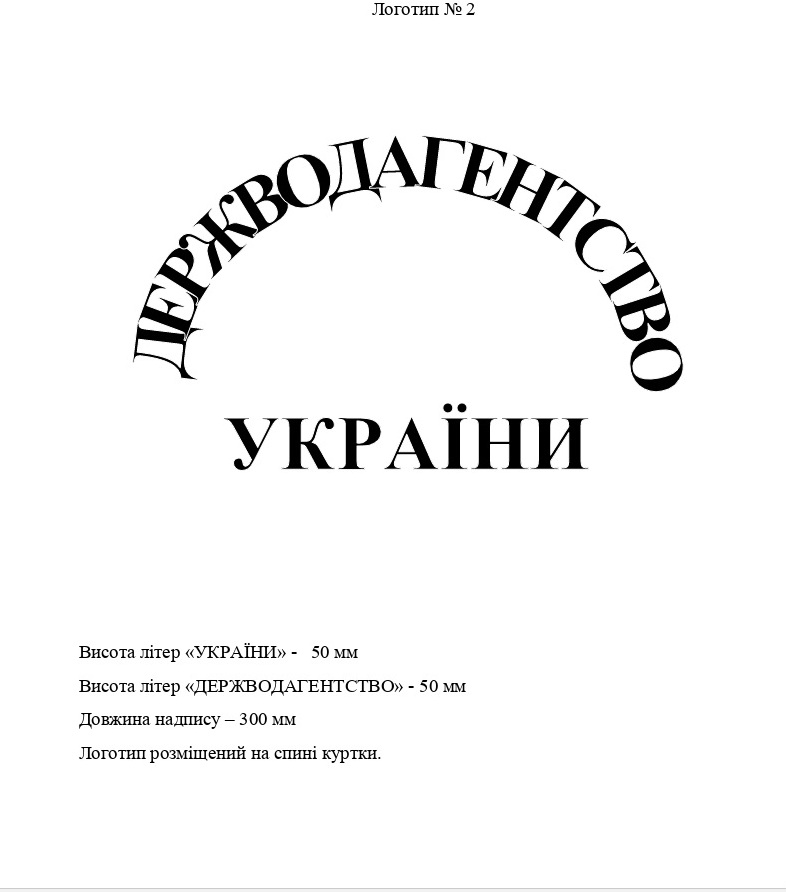 Логотип № 2
ДЕРЖВОДАГЕНТСТВО
УКРАЇНИ
Висота літер «УКРАЇНИ» - 50 мм
Висота літер «ДЕРЖВОДАГЕНТСТВО» - 50 мм
Довжина надпису – 300 мм
Логотип розміщений на спині куртки.